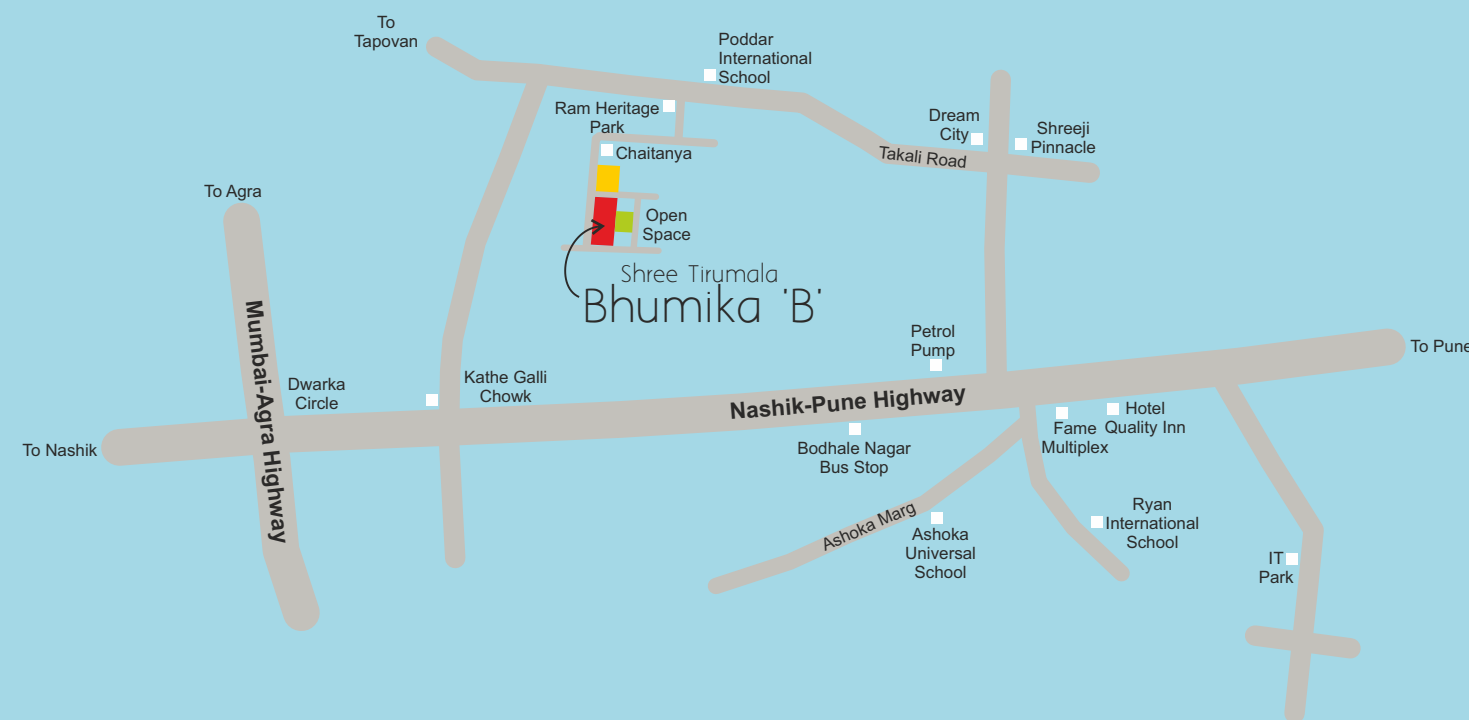 To
Tapovan
Poddar
International
School
Ram Heritage
Park
Chaitanya
Dream
City
Shreeji
Pinnacle
Takali Road
To Agra
Open
Space
Shree Tirumala
Bhumika 'B'
Mumbai-Agra Highway
Dwarka
Circle
Kathe Galli
Chowk
Petrol
Pump
To Pune
Nashik-Pune Highway
To Nashik
Bodhale Nagar
Bus Stop
Fame
Multiplex
Hotel
Quality Inn
Ashoka Marg
Ashoka
Universal
School
Ryan
International
School
IT
Park